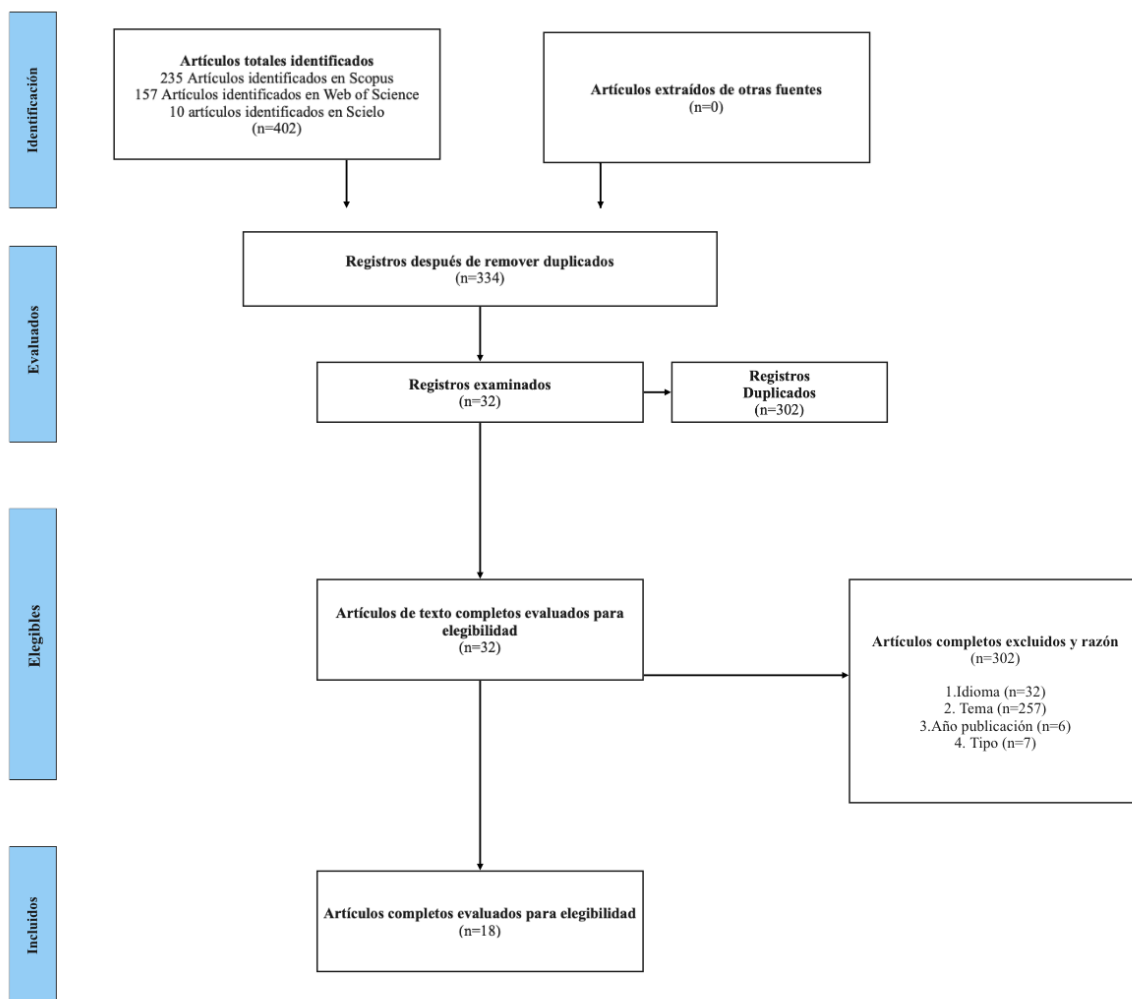 Identificación
Artículos totales identificados
235 Artículos identificados en Scopus
157 Artículos identificados en Web of Science
10 artículos identificados en Scielo
(n=402)
Artículos extraídos de otras fuentes
(n=0)
Evaluados
Registros después de remover duplicados
(n=334)
Registros examinados
(n=32)
Registros
Duplicados
(n=302)
Elegibles
Artículos de texto completos evaluados para
elegibilidad
(n=32)
Artículos completos excluidos y razón
(n=302)
1.Idioma (n=32)
2. Tema (n=257)
3.Año publicación (n=6)
4. Tipo (n=7)
Incluidos
Artículos completos evaluados para elegibilidad
(n=18)